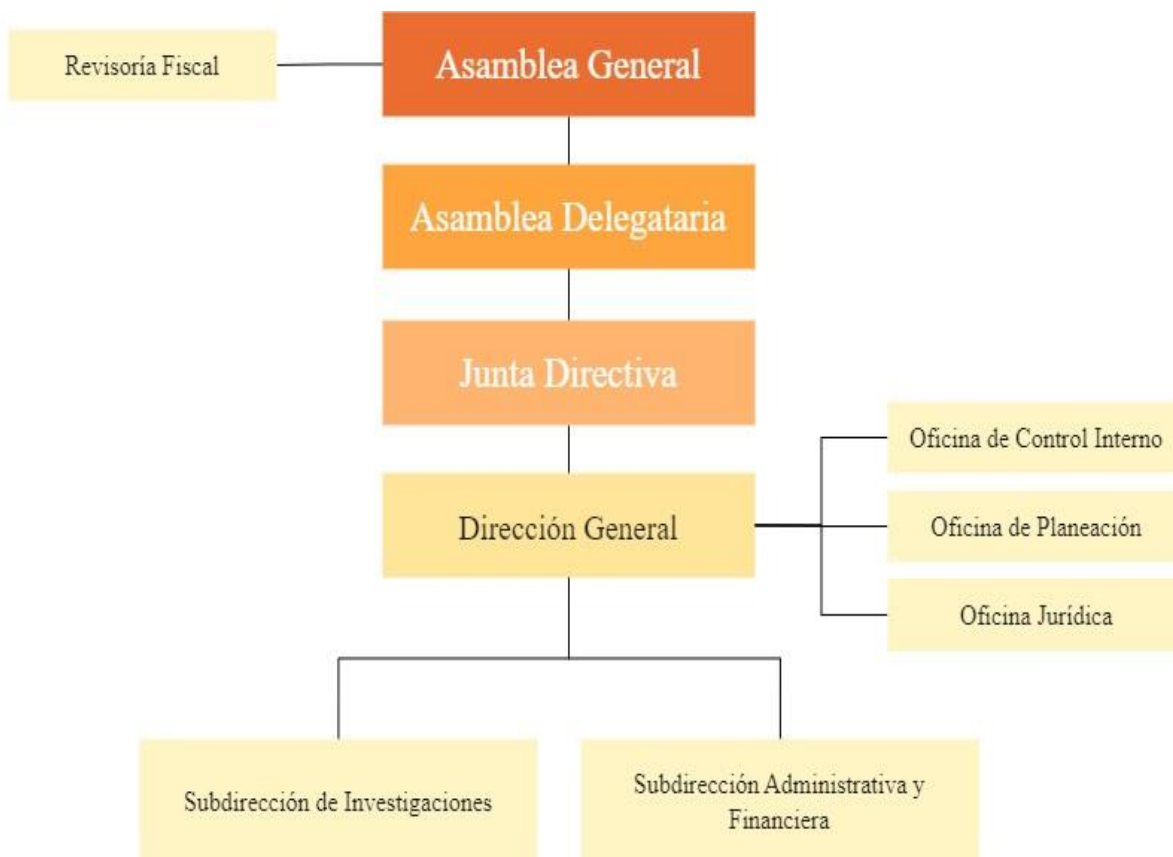 Revisoría Fiscal
Asamblea General
Asamblea Delegataria
Junta Directiva
Dirección General
Oficina de Control Interno
Oficina de Planeación
Oficina Jurídica
Subdirección de Investigaciones
Subdirección Administrativa y
Financiera